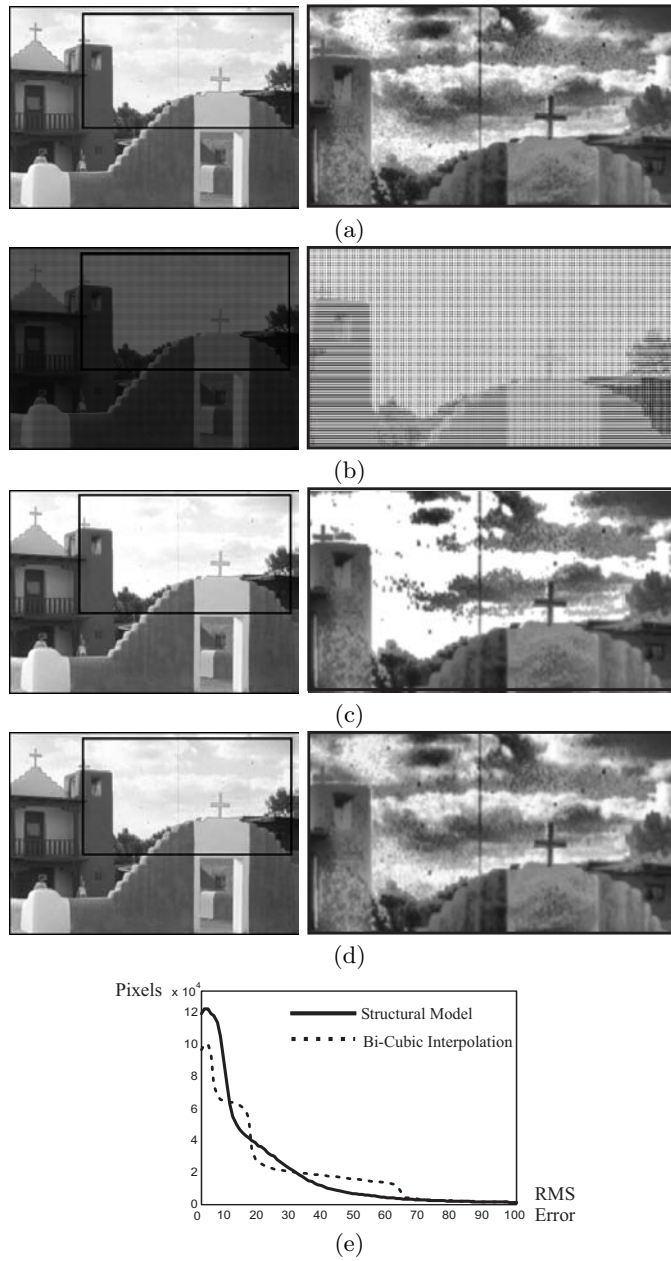 (a)
(b)
(c)
(d)
Pixels x 10^4
12
10
8
6
4
2
0
Structural Model
Bi-Cubic Interpolation
0 10 20 30 40 50 60 70 80 90 100
RMS
Error
(e)